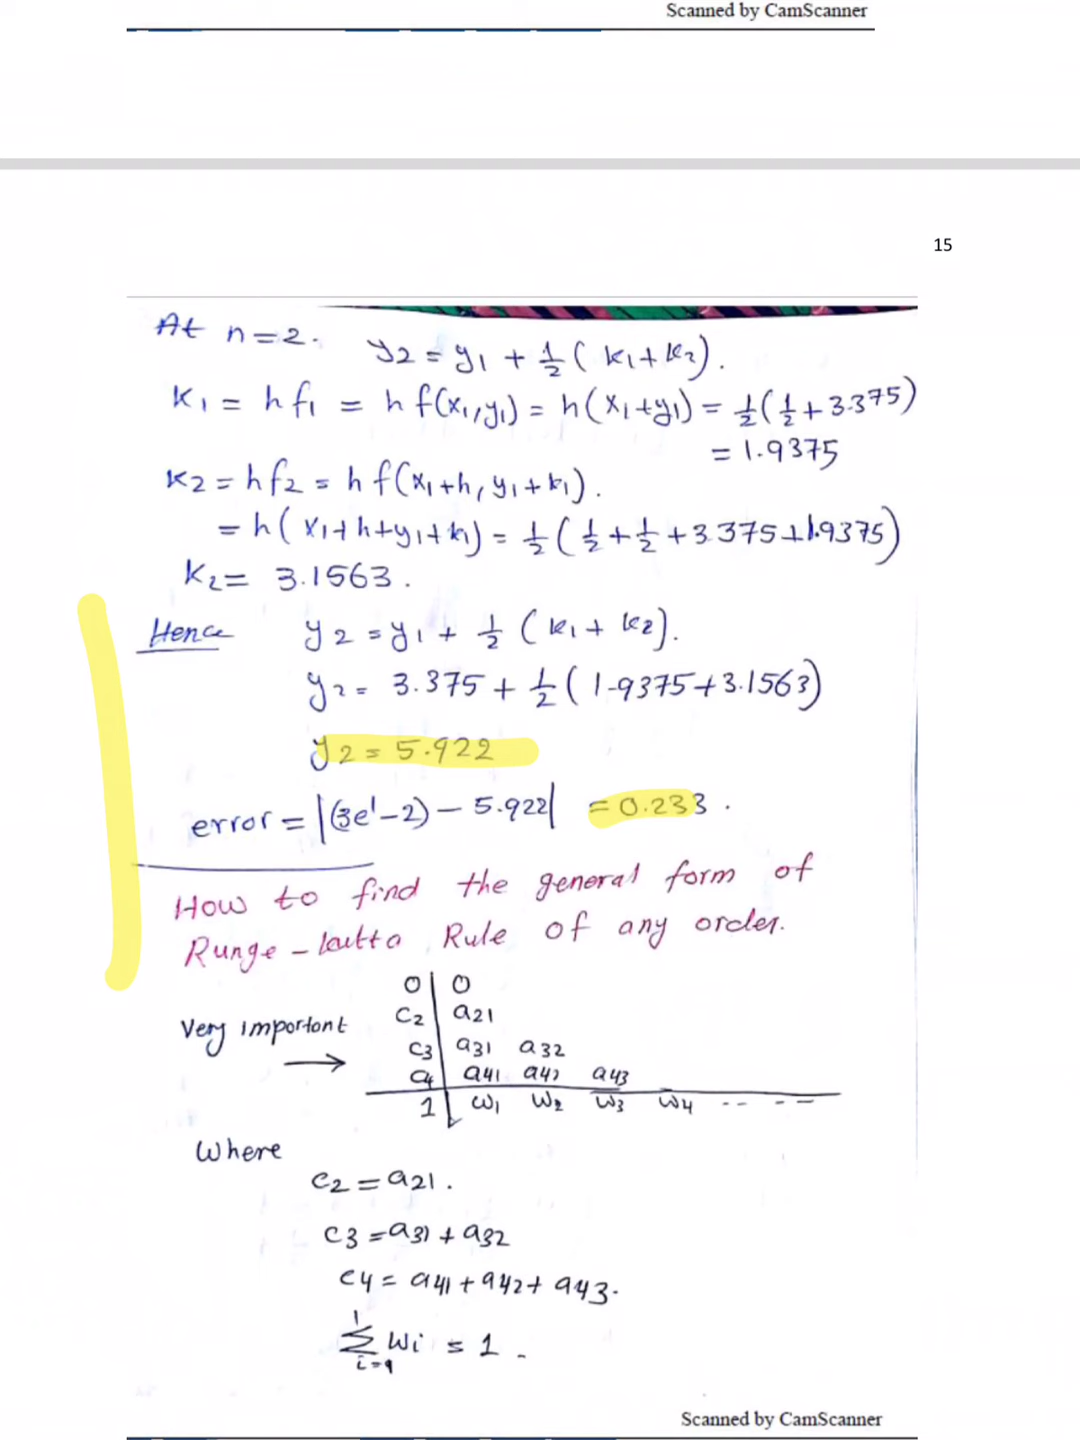 Scanned by CamScanner
15
At n=2. y2 = y1 + 1/2 ( k1+k2).
K1 = hf1 = h f(x1,y1) = h(x1+y1) = 1/2(1/2+3.375)
= 1.9375
K2 = hf2 = h f(x1+h, y1+k1).
= h( x1+h+y1+k1) = 1/2 ( 1/2 + 1/2 + 3.375+1.9375)
K2= 3.1563.
Hence y2 = y1 + 1/2 ( k1+ k2).
y2 = 3.375 + 1/2 ( 1.9375+3.1563)
y2 = 5.922
error = |(3e¹-2) - 5.922| = 0.233.
How to find the general form of
Runge-kutta Rule of any order.
0 | 0
Very important → c2 | a21
c3 | a31 a32
c4 | a41 a42 a43
1 | w1 w2 w3 w4 -- --
Where
c2 = a21.
c3 = a31 + a32
c4 = a41 + a42 + a43.
Σ wi = 1.
Scanned by CamScanner